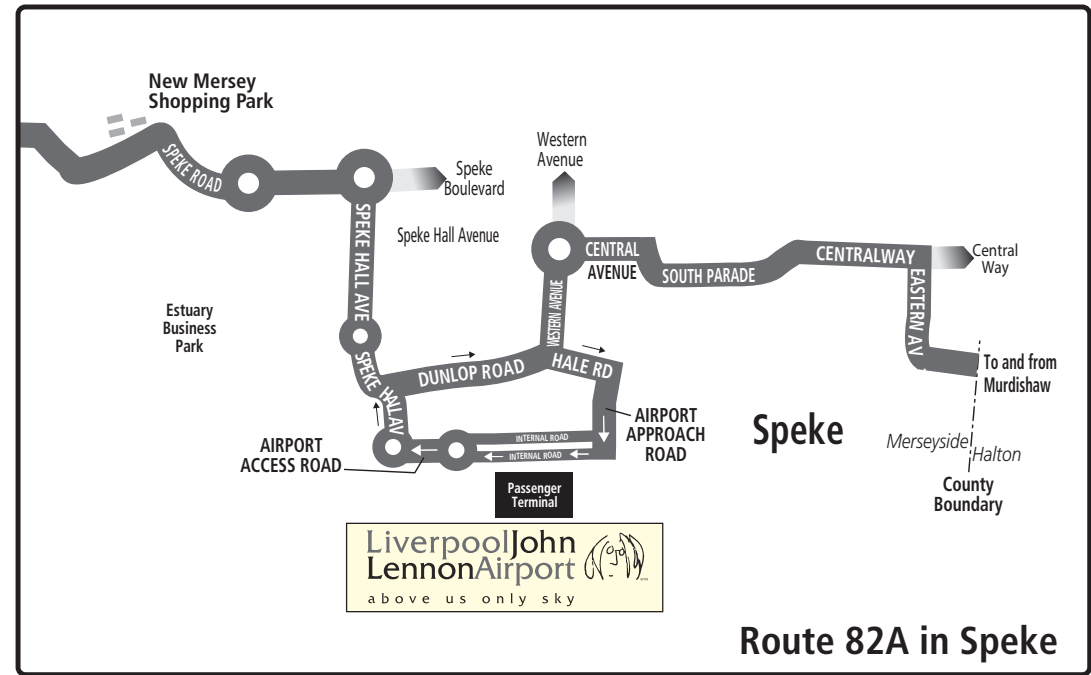 New Mersey
Shopping Park
SPEKE ROAD
Speke
Boulevard
Western
Avenue
SPEKE HALL AVE
Speke Hall Avenue
CENTRAL
AVENUE
SOUTH PARADE
CENTRALWAY
Central
Way
EASTERN AV
WESTERN AVENUE
Estuary
Business
Park
SPEKE
HALL AV
DUNLOP ROAD
HALE RD
To and from
Murdishaw
AIRPORT
APPROACH
ROAD
Speke
Merseyside
Halton
County
Boundary
AIRPORT
ACCESS ROAD
INTERNAL ROAD
INTERNAL ROAD
Passenger
Terminal
LiverpoolJohn
LennonAirport
above us only sky
Route 82A in Speke